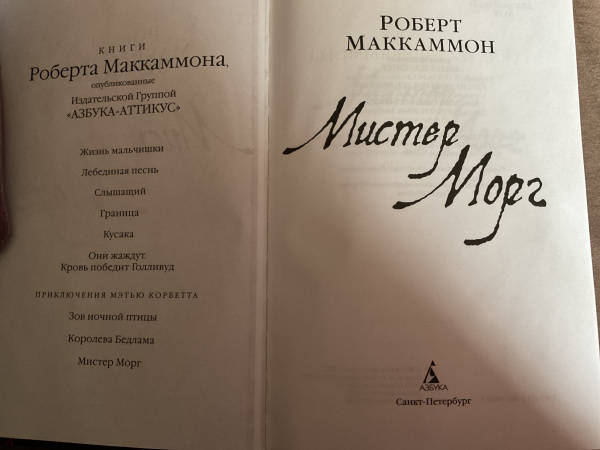 КНИГИ
Роберта Маккаммона,
опубликованные
Издательской Группой
«АЗБУКА-АТТИКУС»
Жизнь мальчишки
Лебединая песнь
Слышащий
Граница
Кусака
Они жаждут.
Кровь победит Голливуд
ПРИКЛЮЧЕНИЯ МЭТЬЮ КОРБЕТТА
Зов ночной птицы
Королева Бедлама
Мистер Морг
РОБЕРТ
МАККАММОН
Мистер
Морг
АЗБУКА
Санкт-Петербург